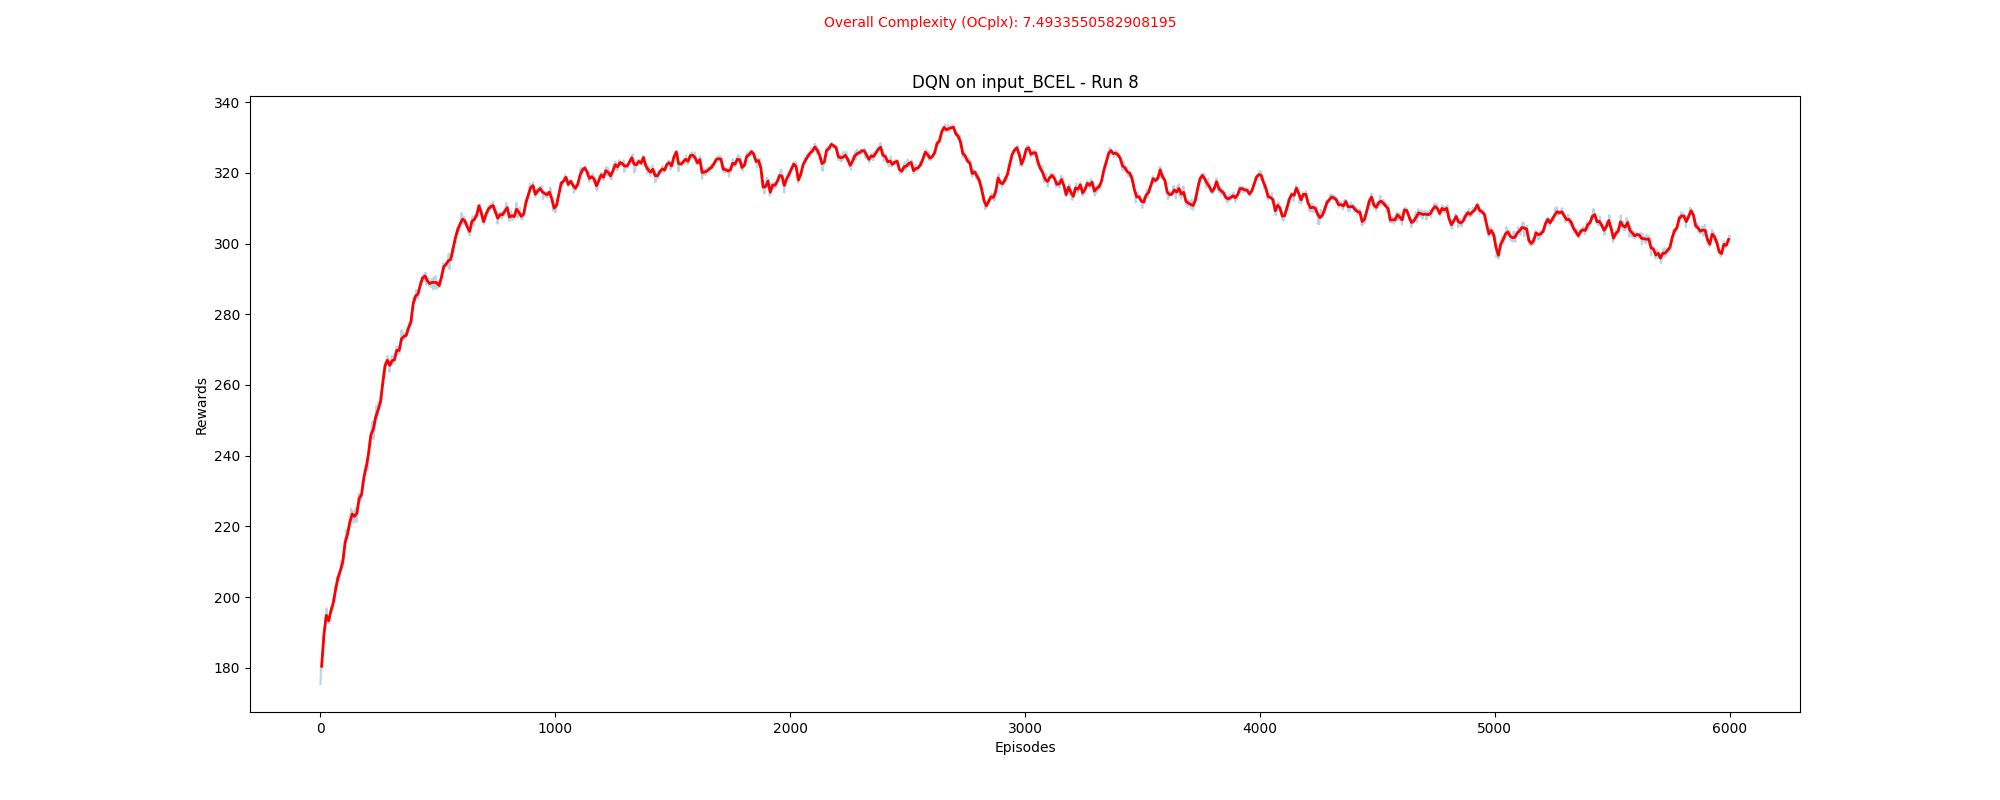 Overall Complexity (OCplx): 7.4933550582908195
DQN on input_BCEL - Run 8
340
320
300
280
260
240
220
200
180
Rewards
0 1000 2000 3000 4000 5000 6000
Episodes